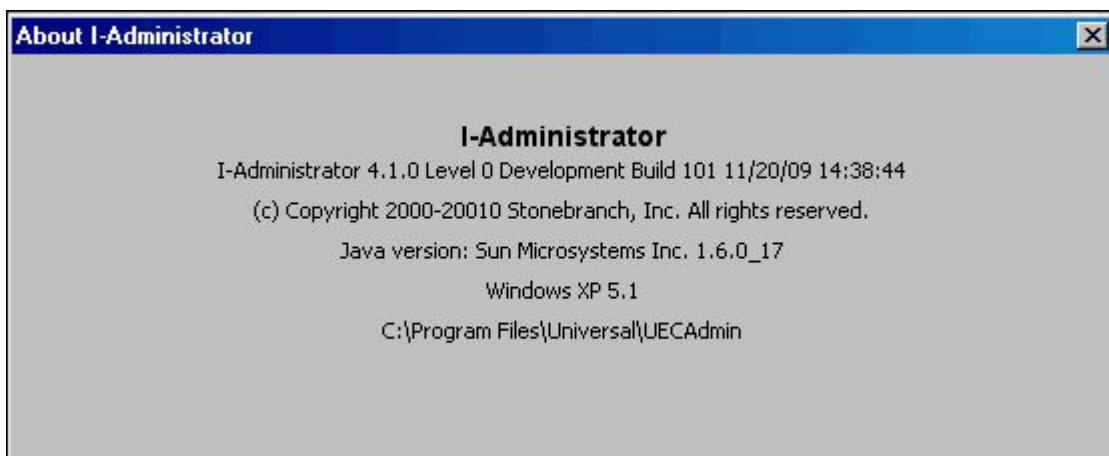 About I-Administrator
I-Administrator
I-Administrator 4.1.0 Level 0 Development Build 101 11/20/09 14:38:44
(c) Copyright 2000-20010 Stonebranch, Inc. All rights reserved.
Java version: Sun Microsystems Inc. 1.6.0_17
Windows XP 5.1
C:\Program Files\Universal\UECAdmin